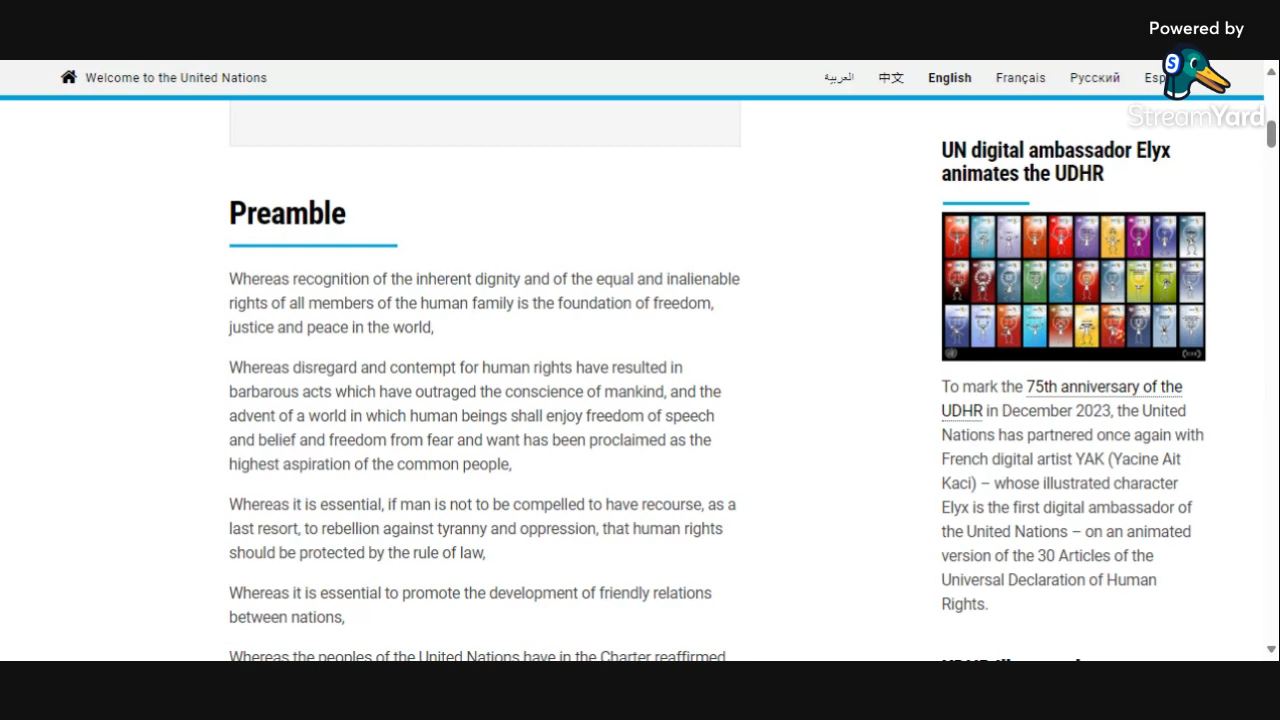 Powered by
StreamYard
Welcome to the United Nations
العربية 中文 English Français Русский Esp
Preamble
Whereas recognition of the inherent dignity and of the equal and inalienable
rights of all members of the human family is the foundation of freedom,
justice and peace in the world,
Whereas disregard and contempt for human rights have resulted in
barbarous acts which have outraged the conscience of mankind, and the
advent of a world in which human beings shall enjoy freedom of speech
and belief and freedom from fear and want has been proclaimed as the
highest aspiration of the common people,
Whereas it is essential, if man is not to be compelled to have recourse, as a
last resort, to rebellion against tyranny and oppression, that human rights
should be protected by the rule of law,
Whereas it is essential to promote the development of friendly relations
between nations,
Whereas the peoples of the United Nations have in the Charter reaffirmed
UN digital ambassador Elyx
animates the UDHR
To mark the 75th anniversary of the
UDHR in December 2023, the United
Nations has partnered once again with
French digital artist YAK (Yacine Ait
Kaci) – whose illustrated character
Elyx is the first digital ambassador of
the United Nations – on an animated
version of the 30 Articles of the
Universal Declaration of Human
Rights.